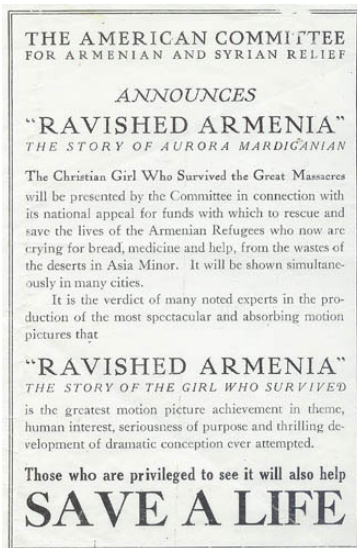 THE AMERICAN COMMITTEE
FOR ARMENIAN AND SYRIAN RELIEF
ANNOUNCES
"RAVISHED ARMENIA"
THE STORY OF AURORA MARDIGANIAN
The Christian Girl Who Survived the Great Massacres
will be presented by the Committee in connection with
its national appeal for funds with which to rescue and
save the lives of the Armenian Refugees who now are
crying for bread, medicine and help, from the wastes of
the deserts in Asia Minor. It will be shown simultane-
ously in many cities.
It is the verdict of many noted experts in the pro-
duction of the most spectacular and absorbing motion
pictures that
"RAVISHED ARMENIA"
THE STORY OF THE GIRL WHO SURVIVED
is the greatest motion picture achievement in theme,
human interest, seriousness of purpose and thrilling de-
velopment of dramatic conception ever attempted.
Those who are privileged to see it will also help
SAVE A LIFE